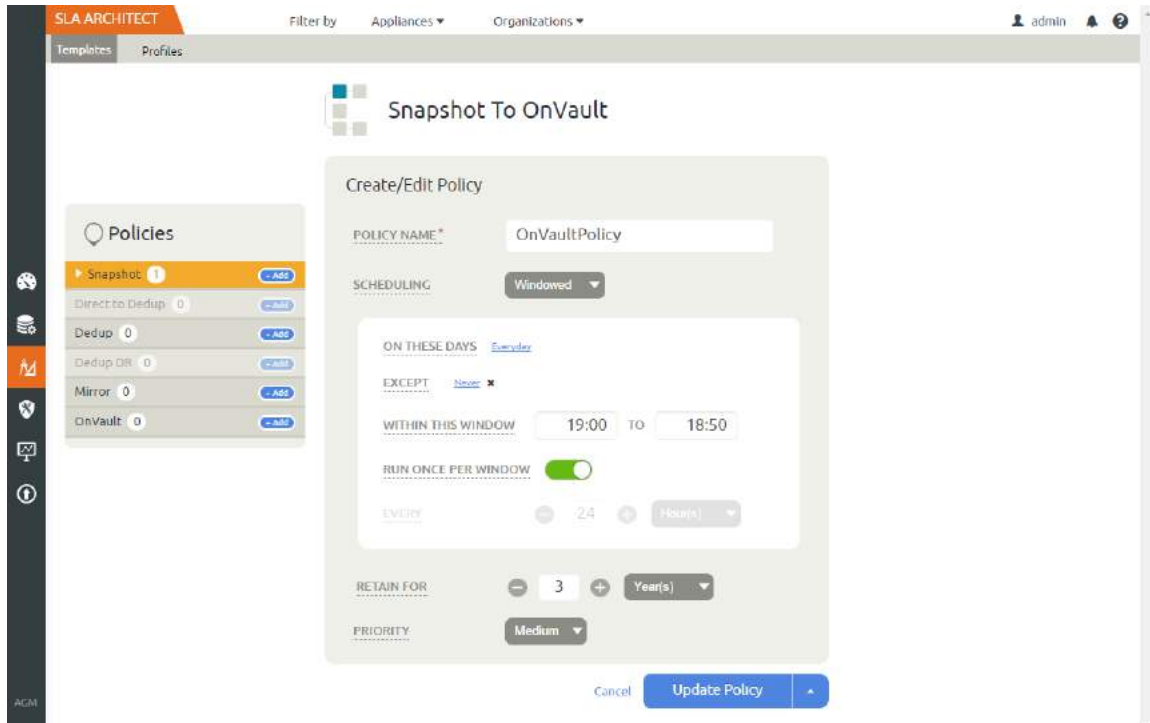 SLA ARCHITECT Filter by Appliances Organizations admin
Templates Profiles
Snapshot To OnVault
Create/Edit Policy
Policies
Snapshot 1 + Add
Direct to Dedup 0 + Add
Dedup 0 + Add
Dedup DR 0 + Add
Mirror 0 + Add
OnVault 0 + Add
POLICY NAME* OnVaultPolicy
SCHEDULING Windowed
ON THESE DAYS Everyday
EXCEPT Never
WITHIN THIS WINDOW 19:00 TO 18:50
RUN ONCE PER WINDOW
EVERY 24 Hour(s)
RETAIN FOR 3 Year(s)
PRIORITY Medium
Cancel Update Policy
AGM